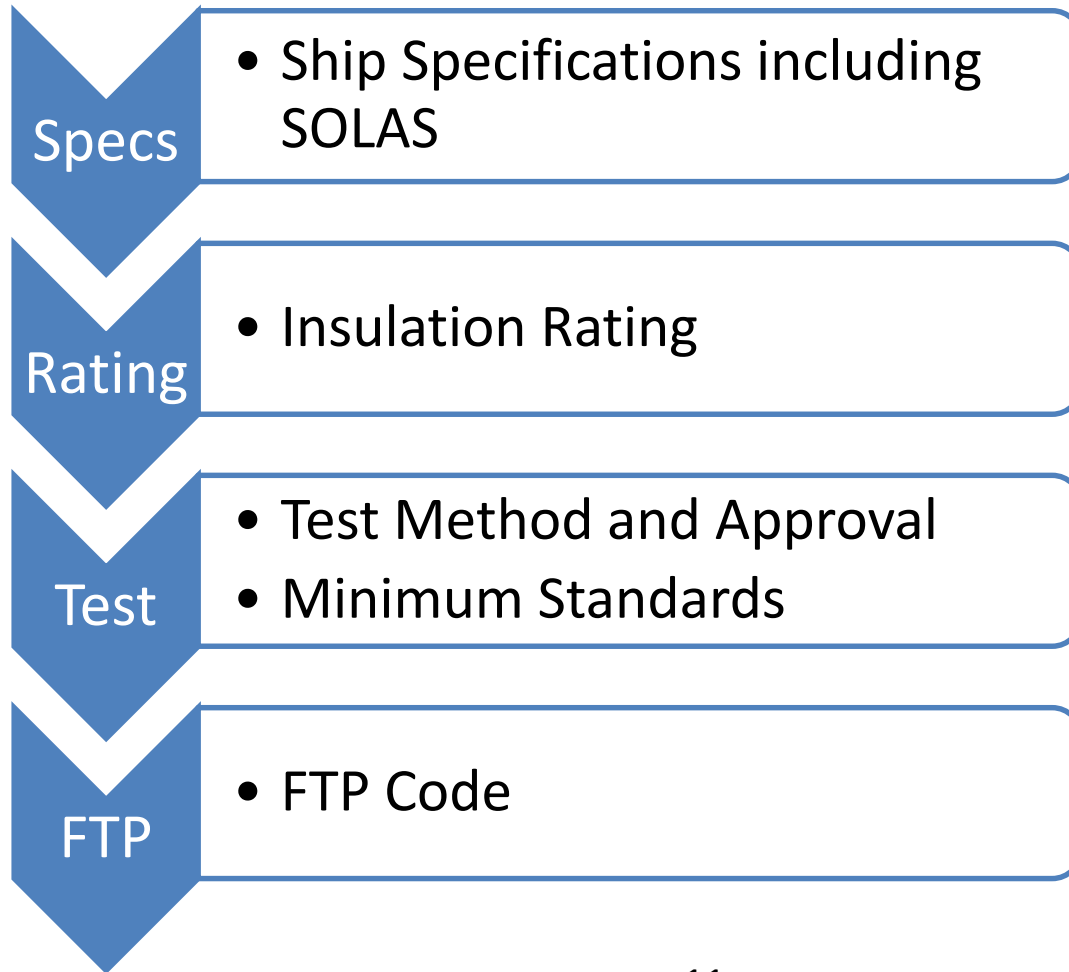 Specs
• Ship Specifications including
SOLAS
Rating
• Insulation Rating
Test
• Test Method and Approval
• Minimum Standards
FTP
• FTP Code